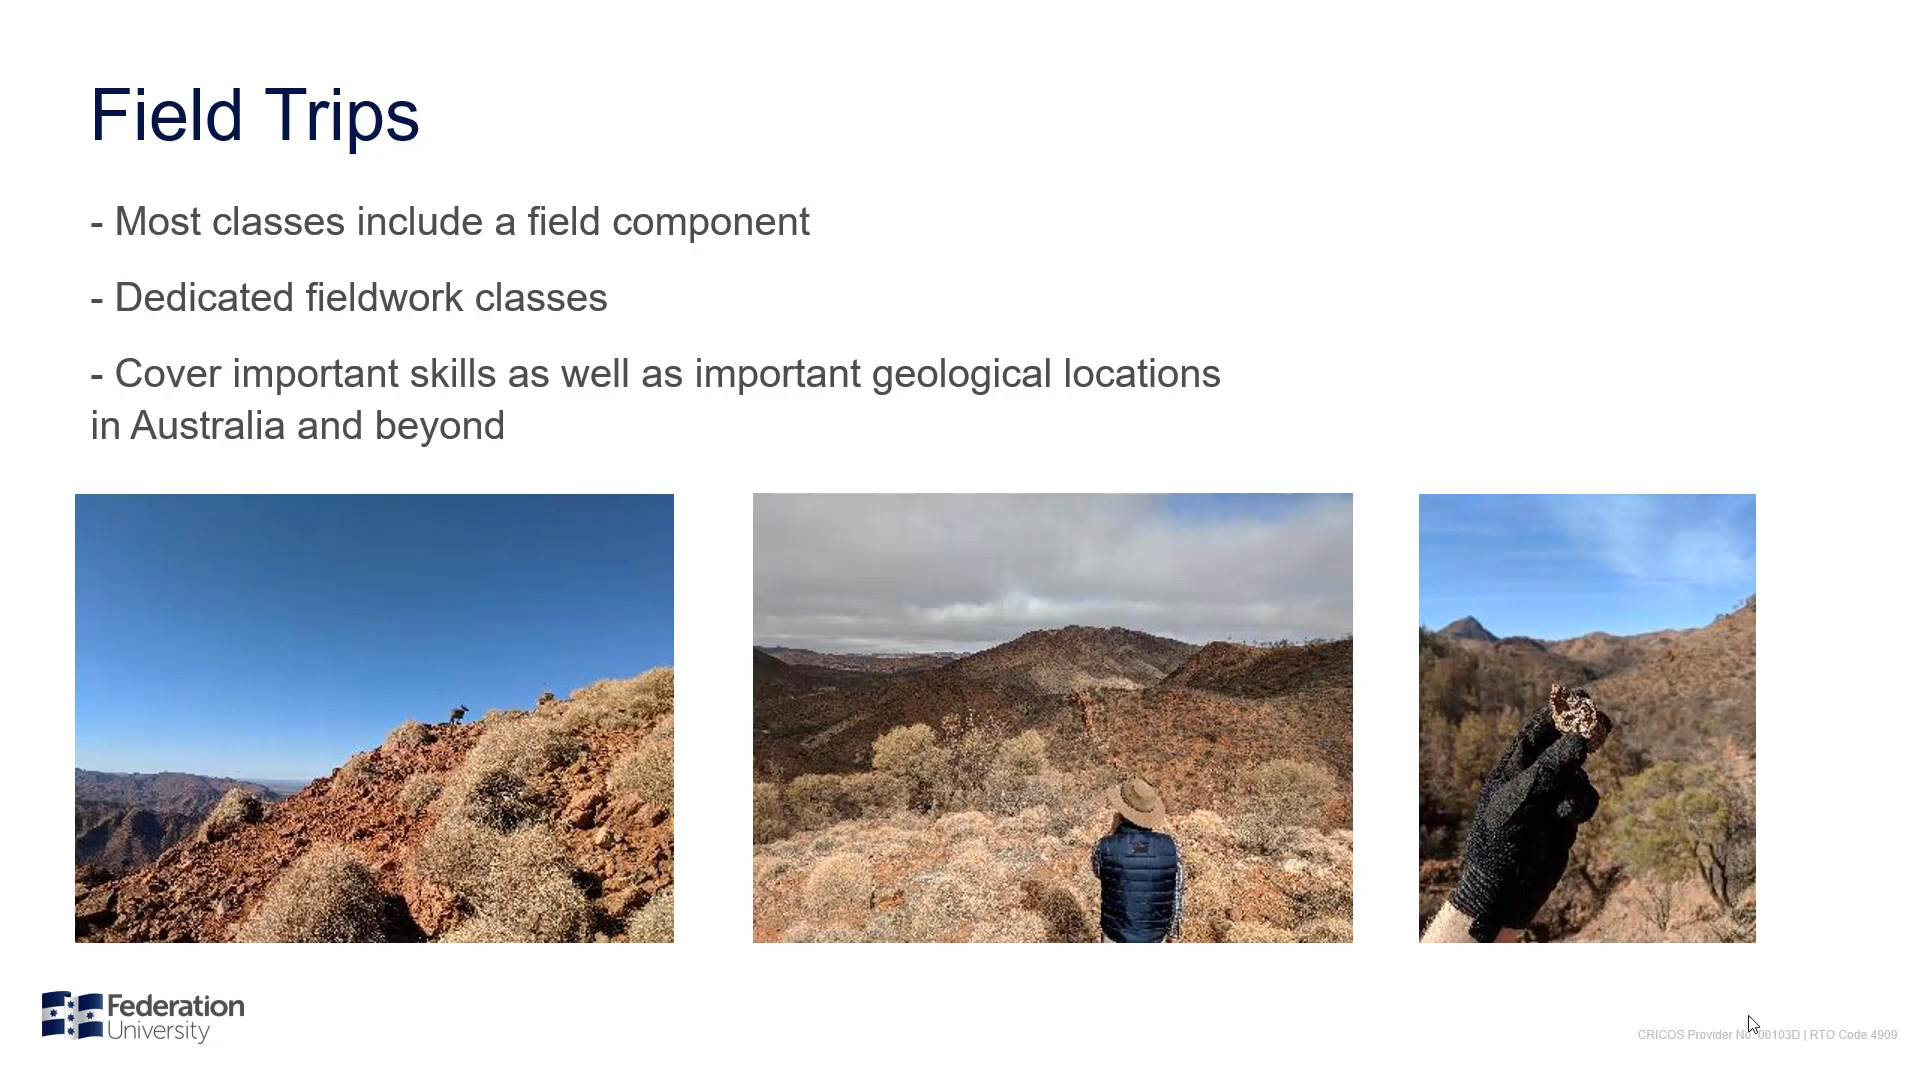 Field Trips
- Most classes include a field component
- Dedicated fieldwork classes
- Cover important skills as well as important geological locations
in Australia and beyond
Federation
University
CRICOS Provider No. 00103D | RTO Code 4909